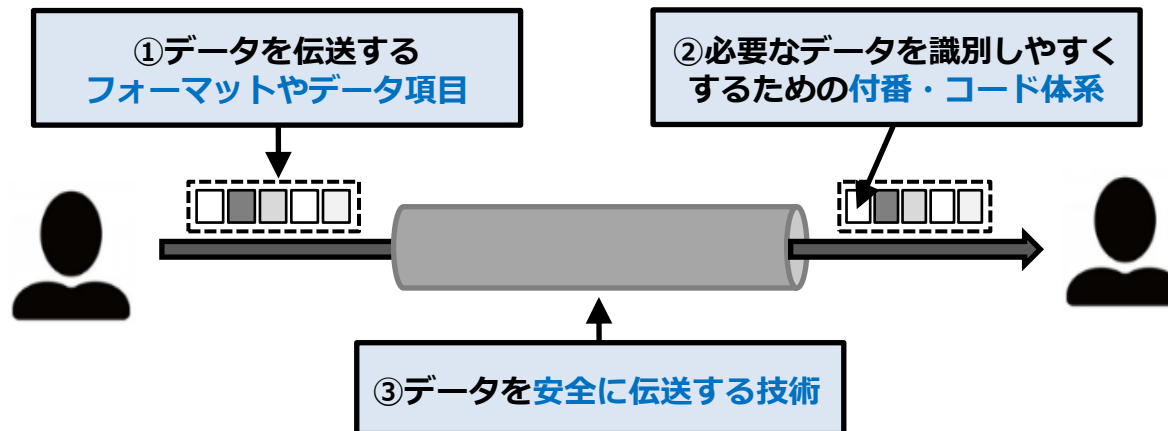 ①データを伝送する
フォーマットやデータ項目
②必要なデータを識別しやすく
するための付番・コード体系
③データを安全に伝送する技術